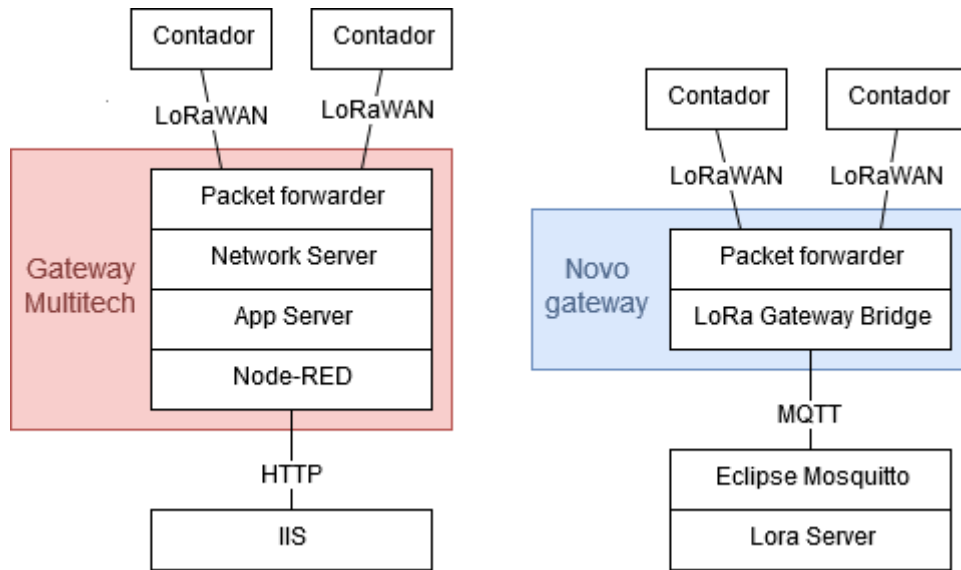 Contador
Contador
LoRaWAN
LoRaWAN
Gateway
Multitech
Packet forwarder
Network Server
App Server
Node-RED
HTTP
IIS
Contador
Contador
LoRaWAN
LoRaWAN
Novo
gateway
Packet forwarder
LoRa Gateway Bridge
MQTT
Eclipse Mosquitto
Lora Server